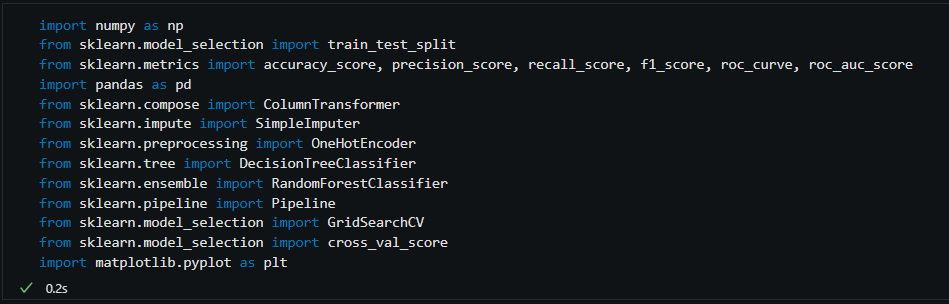 import numpy as np
from sklearn.model_selection import train_test_split
from sklearn.metrics import accuracy_score, precision_score, recall_score, f1_score, roc_curve, roc_auc_score
import pandas as pd
from sklearn.compose import ColumnTransformer
from sklearn.impute import SimpleImputer
from sklearn.preprocessing import OneHotEncoder
from sklearn.tree import DecisionTreeClassifier
from sklearn.ensemble import RandomForestClassifier
from sklearn.pipeline import Pipeline
from sklearn.model_selection import GridSearchCV
from sklearn.model_selection import cross_val_score
import matplotlib.pyplot as plt
✓ 0.2s